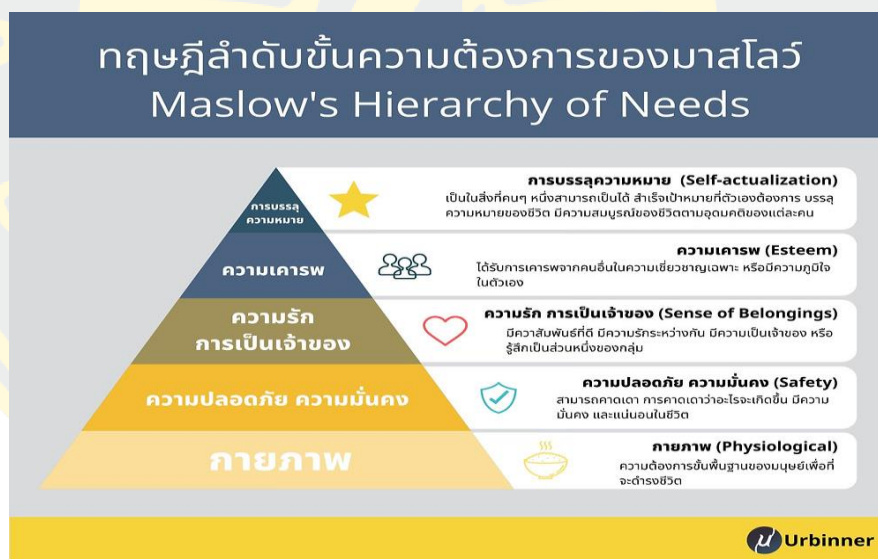 ทฤษฎีลำดับขั้นความต้องการของมาสโลว์
Maslow's Hierarchy of Needs
การบรรลุ
ความหมาย
การบรรลุความหมาย (Self-actualization)
เป็นในสิ่งที่คนๆ หนึ่งสามารถเป็นได้ สำเร็จเป้าหมายที่ตัวเองต้องการ บรรลุ
ความหมายของชีวิต มีความสมบูรณ์ของชีวิตตามอุดมคติของแต่ละคน
ความเคารพ
ความเคารพ (Esteem)
ได้รับการเคารพจากคนอื่นในความเชี่ยวชาญเฉพาะ หรือมีความภูมิใจ
ในตัวเอง
ความรัก
การเป็นเจ้าของ
ความรัก การเป็นเจ้าของ (Sense of Belongings)
มีควาสัมพันธ์ที่ดี มีความรักระหว่างกัน มีความเป็นเจ้าของ หรือ
รู้สึกเป็นส่วนหนึ่งของกลุ่ม
ความปลอดภัย ความมั่นคง
ความปลอดภัย ความมั่นคง (Safety)
สามารถคาดเดา การคาดเดาว่าอะไรจะเกิดขึ้น มีความ
มั่นคง และแน่นอนในชีวิต
กายภาพ
กายภาพ (Physiological)
ความต้องการขั้นพื้นฐานของมนุษย์เพื่อที่
จะดำรงชีวิต
Urbinner